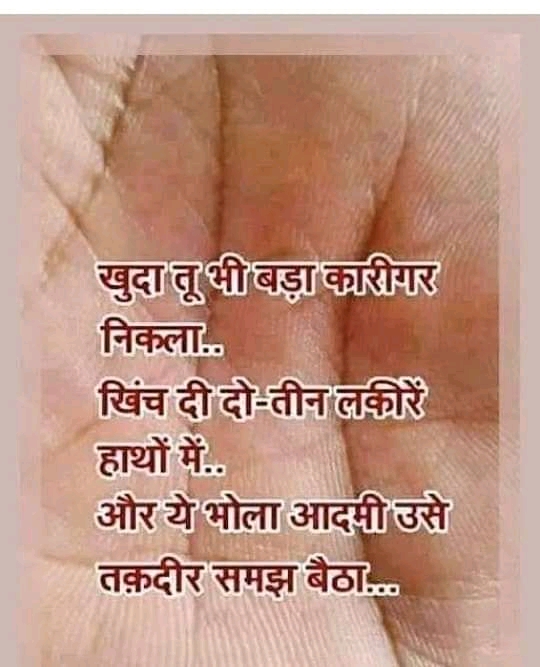 खुदा तू भी बड़ा कारीगर
निकला..
खिंच दी दो-तीन लकीरें
हाथों में..
और ये भोला आदमी उसे
तक़दीर समझ बैठा...